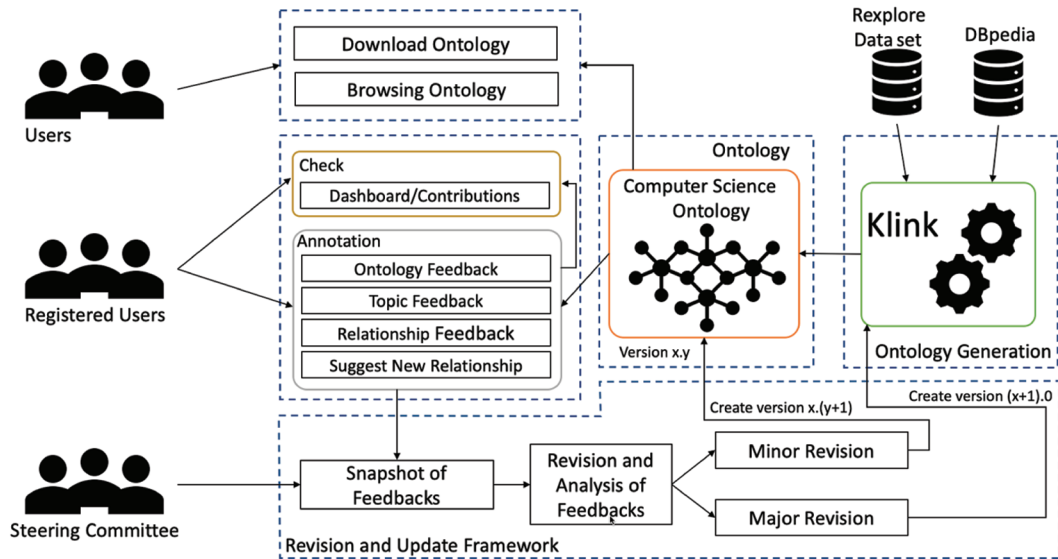 Rexplore
Data set
DBpedia
Download Ontology
Browsing Ontology
Users
Ontology
Check
Dashboard/Contributions
Computer Science
Ontology
Klink
Annotation
Ontology Feedback
Topic Feedback
Relationship Feedback
Suggest New Relationship
Registered Users
Version x.y
Ontology Generation
Create version x.(y+1)
Create version (x+1).0
Snapshot of
Feedbacks
Revision and
Analysis of
Feedbacks
Minor Revision
Major Revision
Steering Committee
Revision and Update Framework